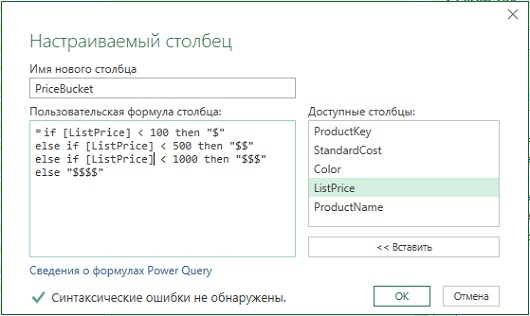 Настраиваемый столбец
Имя нового столбца
PriceBucket
Пользовательская формула столбца:
=if [ListPrice] < 100 then "$"
else if [ListPrice] < 500 then "$$"
else if [ListPrice] < 1000 then "$$$"
else "$$$$"
Доступные столбцы:
ProductKey
StandardCost
Color
ListPrice
ProductName
<< Вставить
Сведения о формулах Power Query
Синтаксические ошибки не обнаружены.
ОК
Отмена